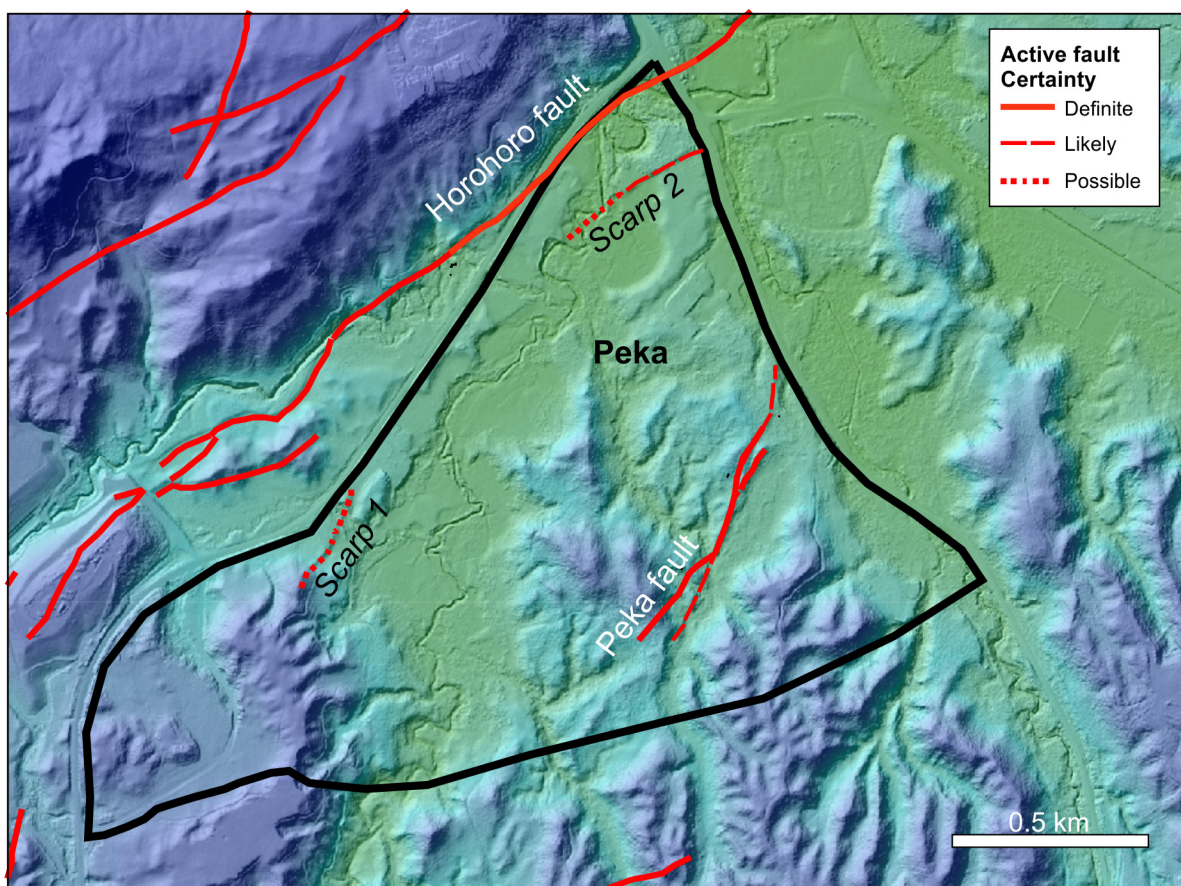 Active fault
Certainty
Definite
Likely
Possible
Horohoro fault
Scarp 2
Peka
Scarp 1
Peka fault
0.5 km